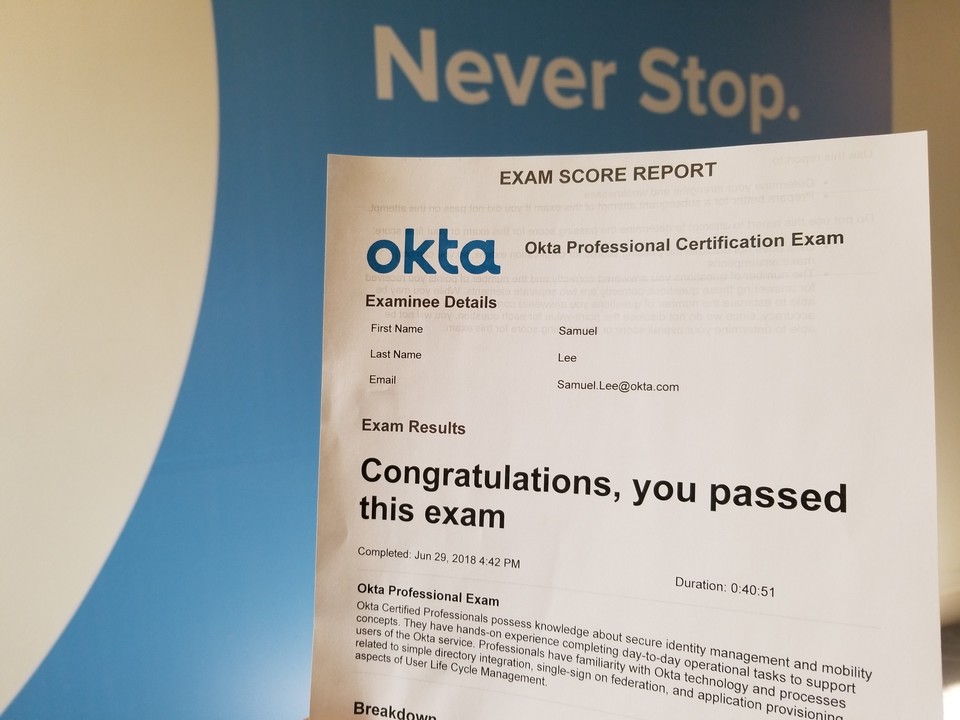 Never Stop.
EXAM SCORE REPORT
okta
Okta Professional Certification Exam
Examinee Details
First Name Samuel
Last Name Lee
Email Samuel.Lee@okta.com
Exam Results
Congratulations, you passed
this exam
Completed: Jun 29, 2018 4:42 PM
Duration: 0:40:51
Okta Professional Exam
Okta Certified Professionals possess knowledge about secure identity management and mobility
concepts. They have hands-on experience completing day-to-day operational tasks to support
users of the Okta service. Professionals have familiarity with Okta technology and processes
related to simple directory integration, single-sign on federation, and application provisioning
aspects of User Life Cycle Management.
Breakdown